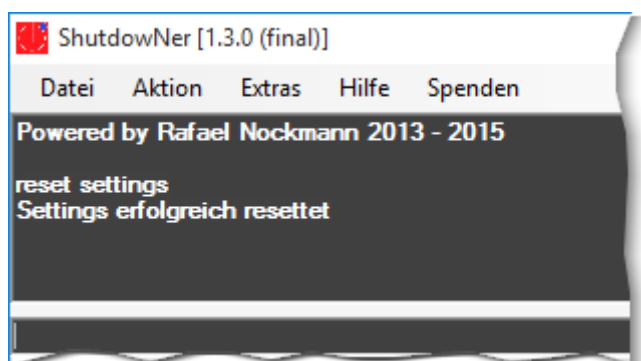 ShutdowNer [1.3.0 (final)]
Datei Aktion Extras Hilfe Spenden
Powered by Rafael Nockmann 2013 - 2015
reset settings
Settings erfolgreich resettet